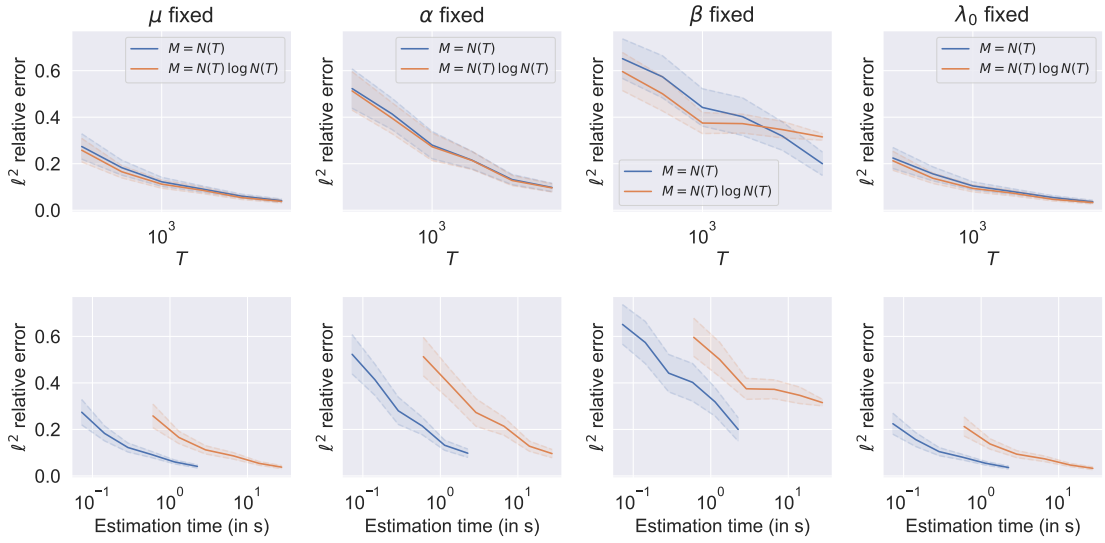 μ fixed
α fixed
β fixed
λ₀ fixed
ℓ² relative error
0.6
0.4
0.2
0.0
M = N(T)
M = N(T) log N(T)
10³
T
ℓ² relative error
M = N(T)
M = N(T) log N(T)
10³
T
ℓ² relative error
M = N(T)
M = N(T) log N(T)
10³
T
ℓ² relative error
M = N(T)
M = N(T) log N(T)
10³
T
ℓ² relative error
0.6
0.4
0.2
0.0
10⁻¹ 10⁰ 10¹
Estimation time (in s)
ℓ² relative error
10⁻¹ 10⁰ 10¹
Estimation time (in s)
ℓ² relative error
10⁻¹ 10⁰ 10¹
Estimation time (in s)
ℓ² relative error
10⁻¹ 10⁰ 10¹
Estimation time (in s)